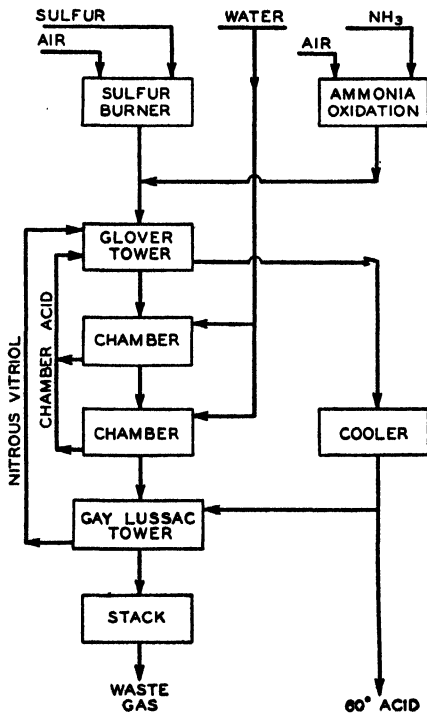 SULFUR
AIR
WATER
NH₃
AIR
SULFUR
BURNER
AMMONIA
OXIDATION
GLOVER
TOWER
NITROUS VITRIOL
CHAMBER ACID
CHAMBER
CHAMBER
COOLER
GAY LUSSAC
TOWER
STACK
WASTE
GAS
60° ACID